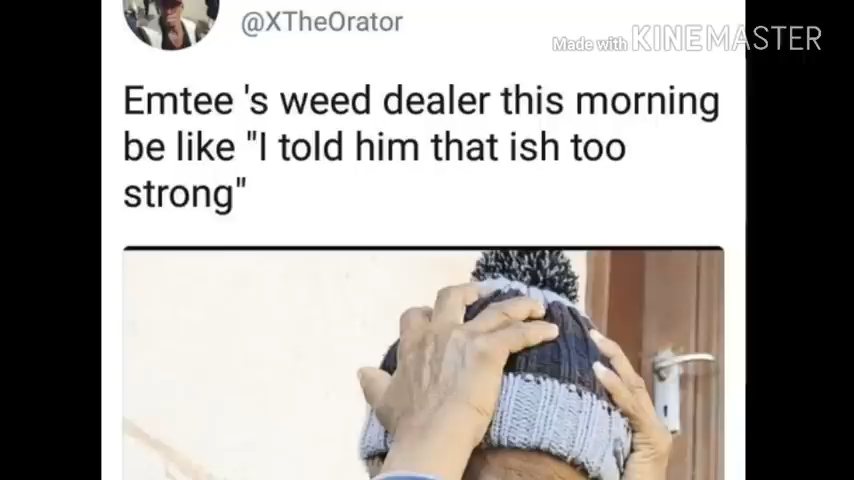 @XTheOrator
Made with KINEMASTER
Emtee 's weed dealer this morning
be like "I told him that ish too
strong"